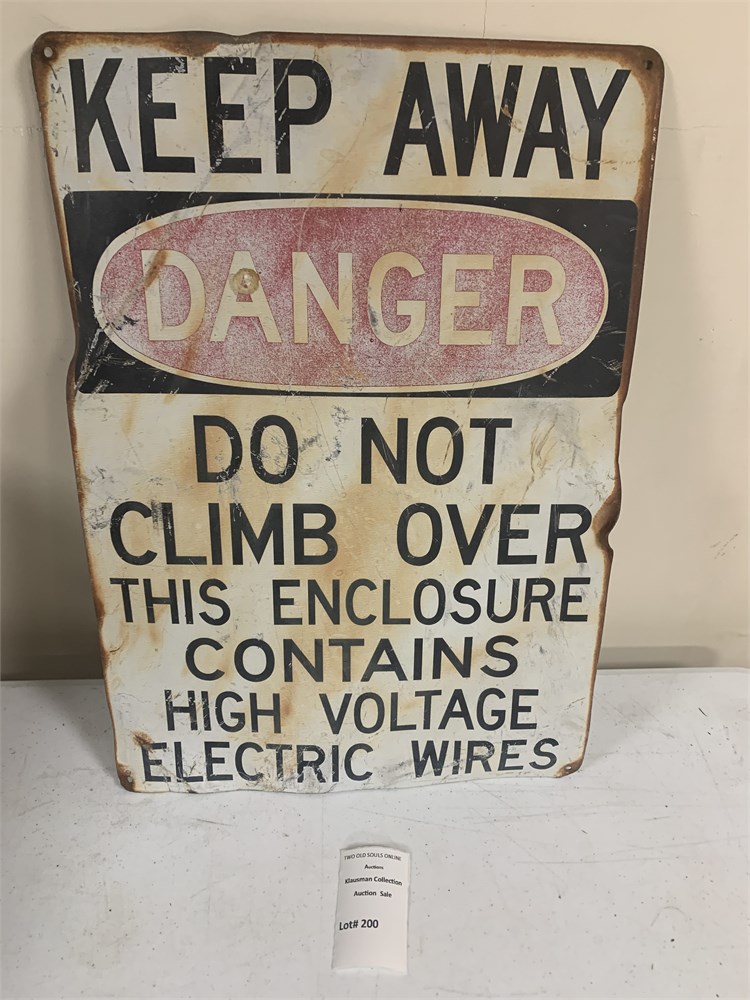 KEEP AWAY
DANGER
DO NOT
CLIMB OVER
THIS ENCLOSURE
CONTAINS
HIGH VOLTAGE
ELECTRIC WIRES
TWO OLD SOULS ONLINE
Auctions
Klausman Collection
Auction Sale
Lot# 200